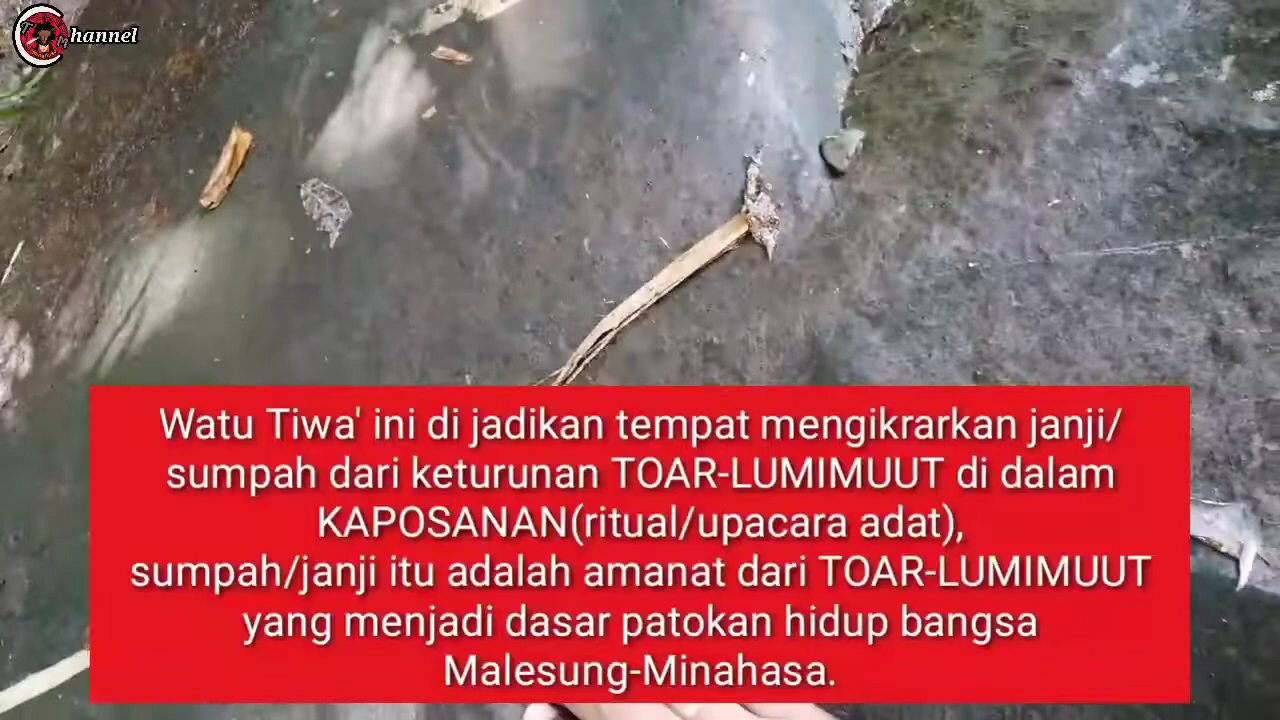 hannel
Watu Tiwa' ini di jadikan tempat mengikrarkan janji/
sumpah dari keturunan TOAR-LUMIMUUT di dalam
KAPOSANAN(ritual/upacara adat),
sumpah/janji itu adalah amanat dari TOAR-LUMIMUUT
yang menjadi dasar patokan hidup bangsa
Malesung-Minahasa.